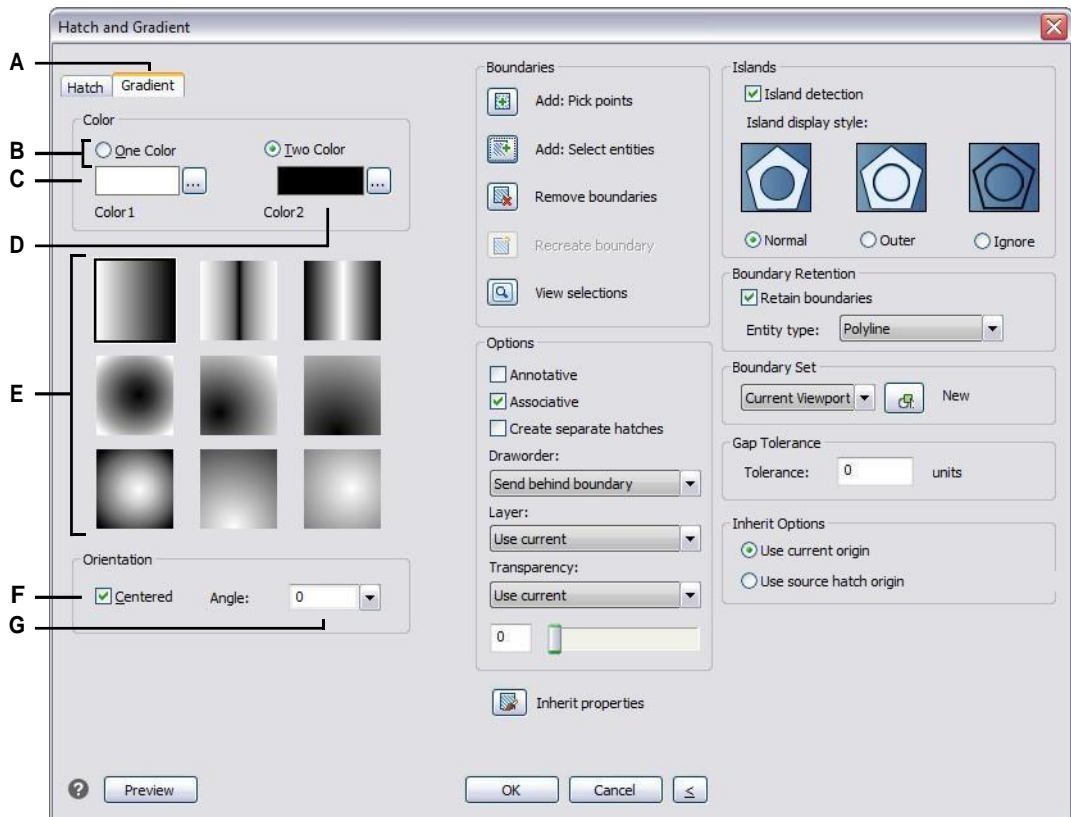 Hatch and Gradient
A
Hatch Gradient
Color
B
One Color Two Color
C
... ...
Color1 Color2
D
E
Orientation
F
Centered Angle: 0
G
Boundaries
Add: Pick points
Add: Select entities
Remove boundaries
Recreate boundary
View selections
Options
Annotative
Associative
Create separate hatches
Draworder:
Send behind boundary
Layer:
Use current
Transparency:
Use current
0
Inherit properties
Islands
Island detection
Island display style:
Normal Outer Ignore
Boundary Retention
Retain boundaries
Entity type: Polyline
Boundary Set
Current Viewport New
Gap Tolerance
Tolerance: 0 units
Inherit Options
Use current origin
Use source hatch origin
? Preview OK Cancel <